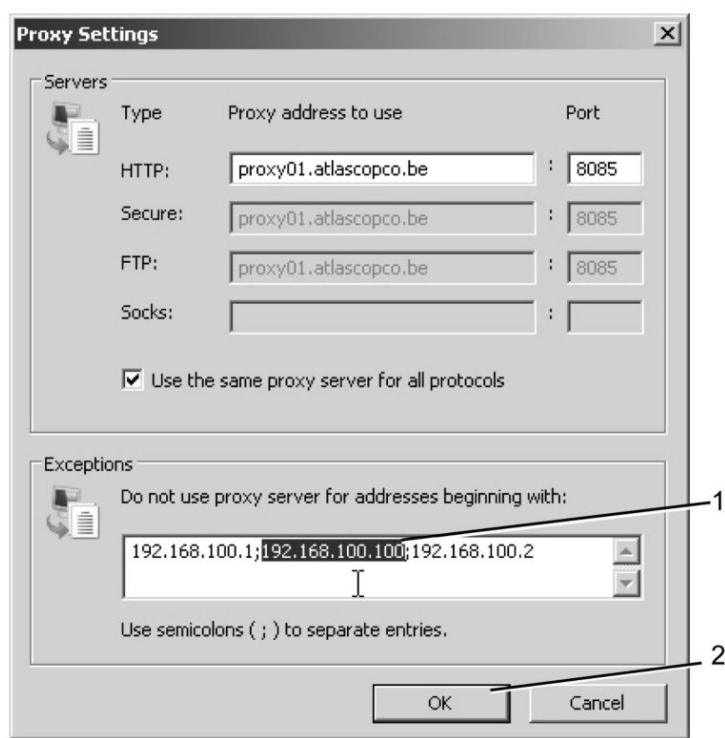 Proxy Settings
Servers
Type Proxy address to use Port
HTTP: proxy01.atlascopco.be : 8085
Secure: proxy01.atlascopco.be : 8085
FTP: proxy01.atlascopco.be : 8085
Socks: :
Use the same proxy server for all protocols
Exceptions
Do not use proxy server for addresses beginning with:
1
192.168.100.1;192.168.100.100;192.168.100.2
Use semicolons ( ; ) to separate entries.
2
OK Cancel